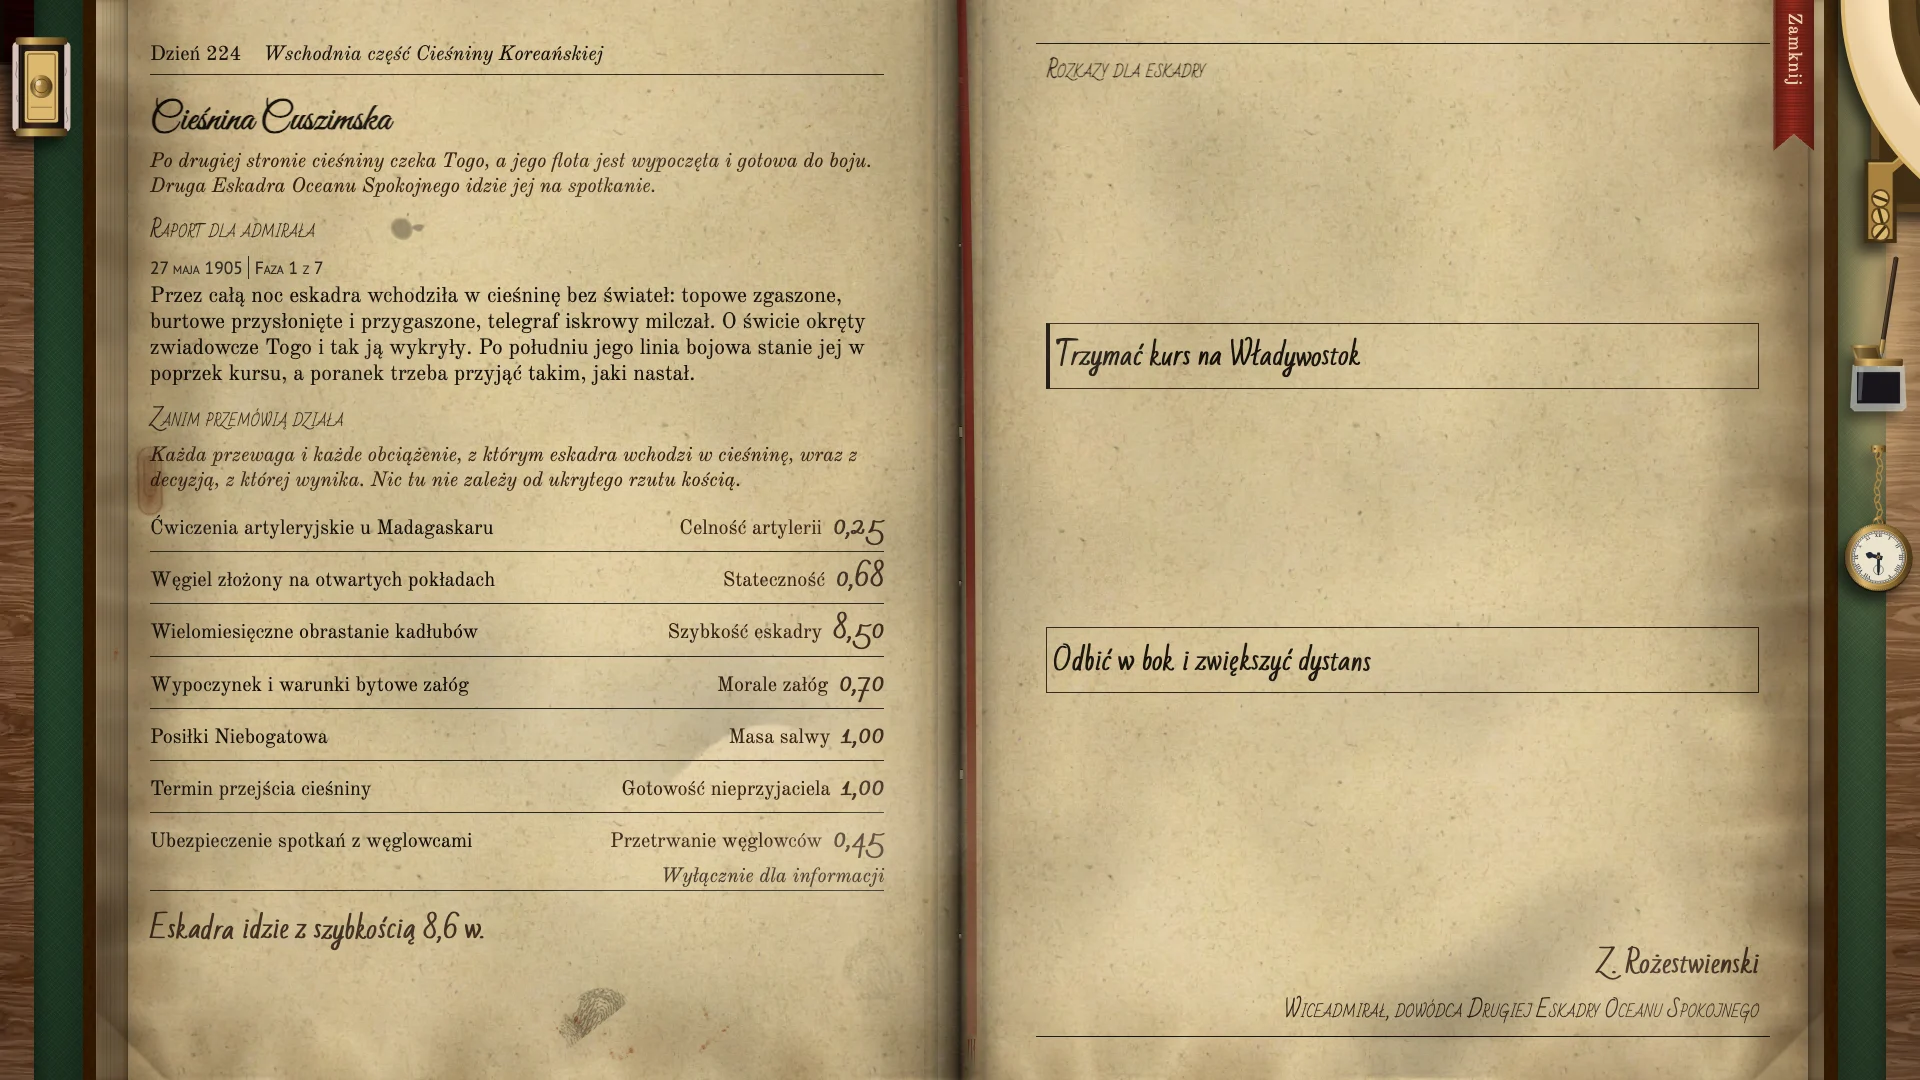 Dzień 224 Wschodnia część Cieśniny Koreańskiej
Cieśnina Cuszimska
Po drugiej stronie cieśniny czeka Togo, a jego flota jest wypoczęta i gotowa do boju.
Druga Eskadra Oceanu Spokojnego idzie jej na spotkanie.
Raport dla admirała
27 maja 1905 | Faza 1 z 7
Przez całą noc eskadra wchodziła w cieśninę bez świateł: topowe zgaszone,
burtowe przysłonięte i przygaszone, telegraf iskrowy milczał. O świcie okręty
zwiadowcze Togo i tak ją wykryły. Po południu jego linia bojowa stanie jej w
poprzek kursu, a poranek trzeba przyjąć takim, jaki nastał.
Zanim przemówią działa
Każda przewaga i każde obciążenie, z którym eskadra wchodzi w cieśninę, wraz z
decyzją, z której wynika. Nic tu nie zależy od ukrytego rzutu kością.
Ćwiczenia artyleryjskie u Madagaskaru Celność artylerii 0,25
Węgiel złożony na otwartych pokładach Stateczność 0,68
Wielomiesięczne obrastanie kadłubów Szybkość eskadry 8,50
Wypoczynek i warunki bytowe załóg Morale załóg 0,70
Posiłki Niebogatowa Masa salwy 1,00
Termin przejścia cieśniny Gotowość nieprzyjaciela 1,00
Ubezpieczenie spotkań z węglowcami Przetrwanie węglowców 0,45
Wyłącznie dla informacji
Eskadra idzie z szybkością 8,6 w.
Rozkazy dla eskadry
Trzymać kurs na Władywostok
Odbić w bok i zwiększyć dystans
Z. Rożestwienski
Wiceadmirał, dowódca Drugiej Eskadry Oceanu Spokojnego
Zamknij